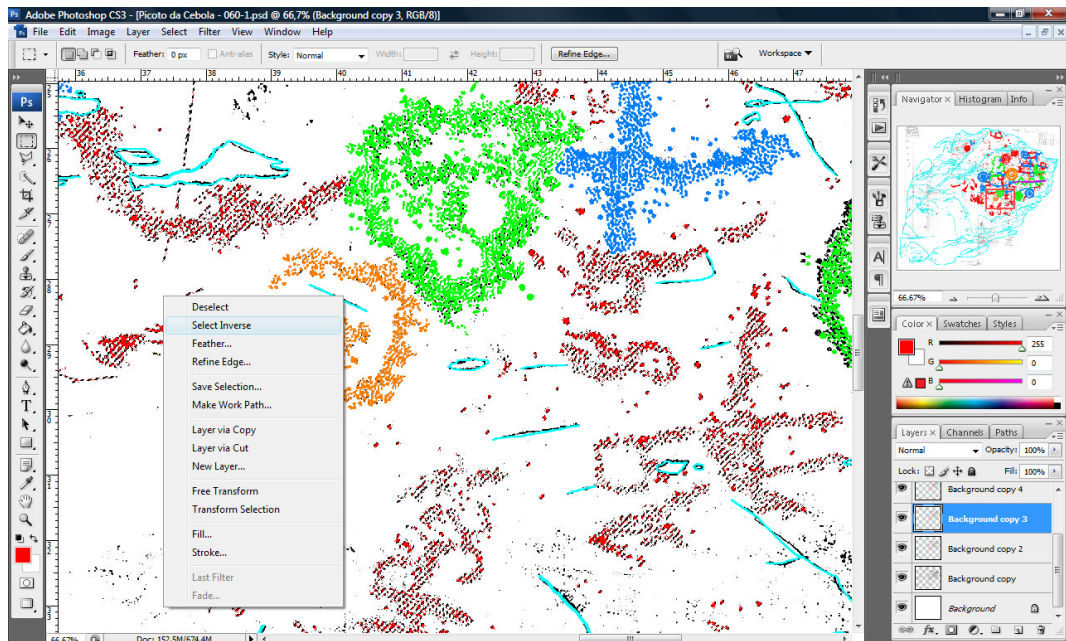 Adobe Photoshop CS3 - [Picoto da Cebola - 060-1.psd @ 66,7% (Background copy 3, RGB/8)]
File Edit Image Layer Select Filter View Window Help
Feather: 0 px Anti-alias Style: Normal Width: Height: Refine Edge... Workspace
36 37 38 39 40 41 42 43 44 45 46 47
Ps
Navigator × Histogram Info
66.67%
Color × Swatches Styles
R 255
G 0
B 0
Deselect
Select Inverse
Feather...
Refine Edge...
Save Selection...
Make Work Path...
Layer via Copy
Layer via Cut
New Layer...
Free Transform
Transform Selection
Fill...
Stroke...
Last Filter
Fade...
Layers × Channels Paths
Normal Opacity: 100%
Lock: Fill: 100%
Background copy 4
Background copy 3
Background copy 2
Background copy
Background
66,67% Doc: 152,5M/674,4M